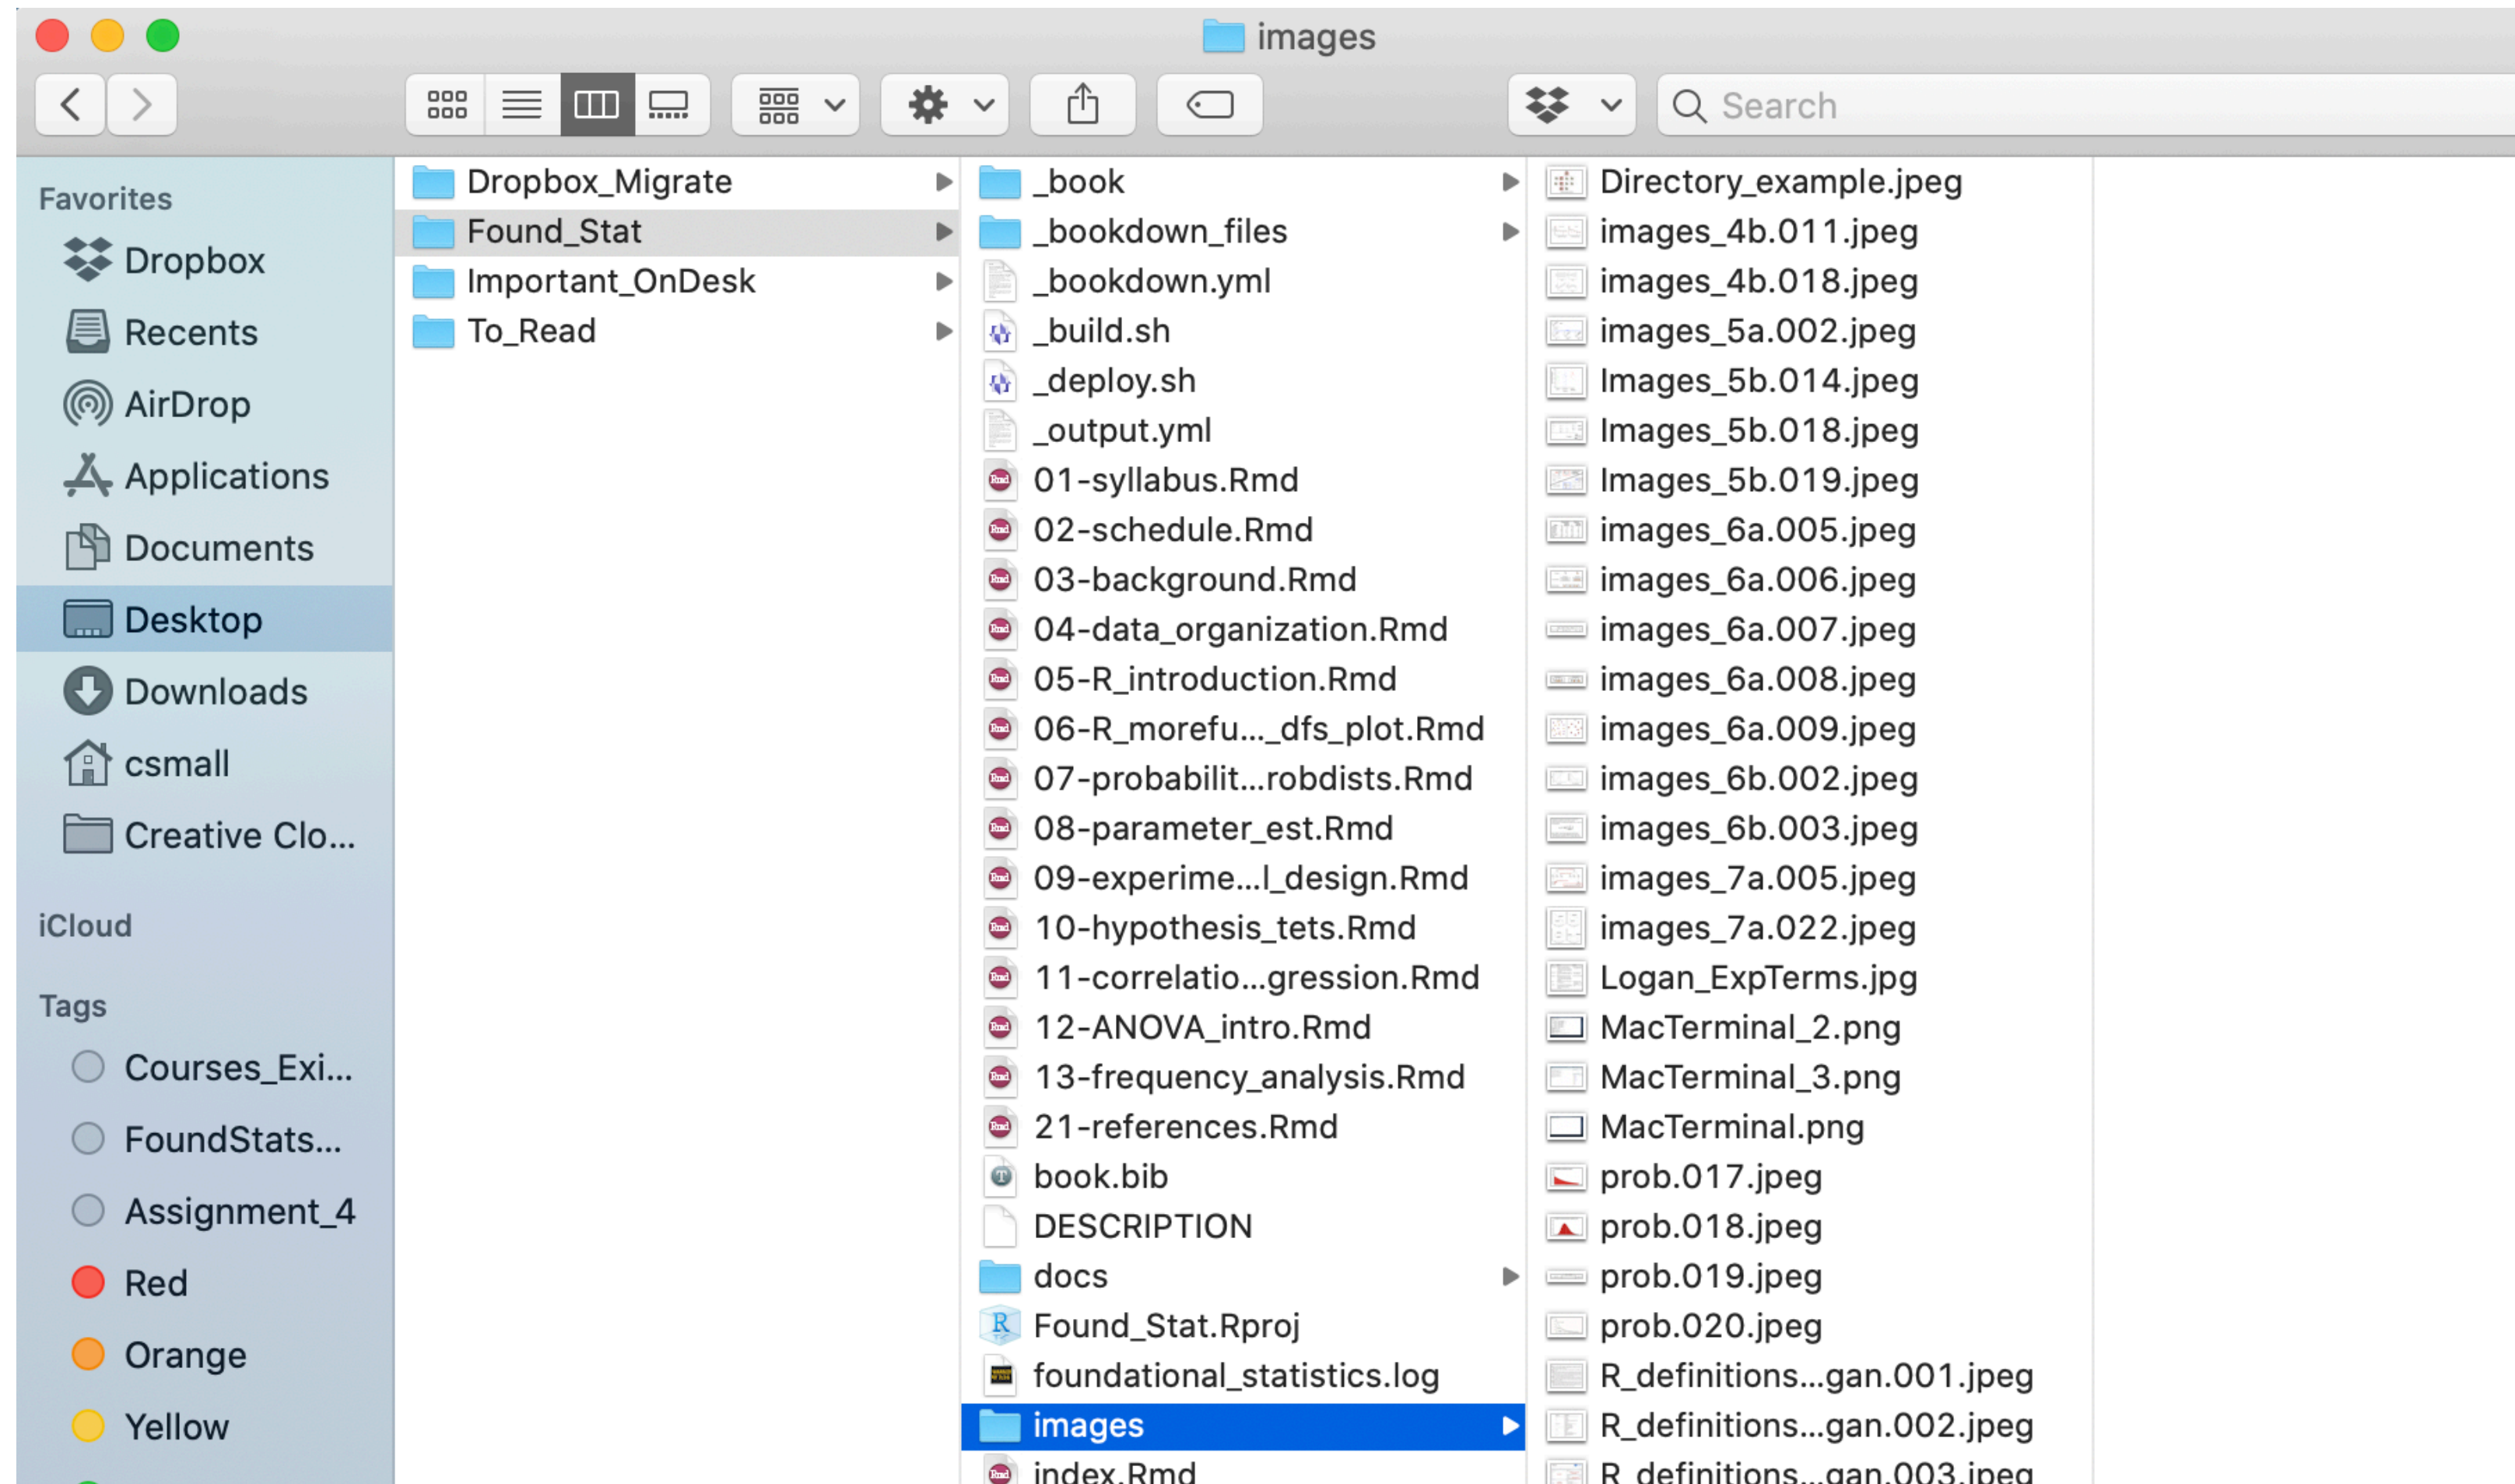 images
Search
Favorites
Dropbox
Recents
AirDrop
Applications
Documents
Desktop
Downloads
csmall
Creative Clo...
iCloud
Tags
Courses_Exi...
FoundStats...
Assignment_4
Red
Orange
Yellow
Dropbox_Migrate
Found_Stat
Important_OnDesk
To_Read
_book
_bookdown_files
_bookdown.yml
_build.sh
_deploy.sh
_output.yml
01-syllabus.Rmd
02-schedule.Rmd
03-background.Rmd
04-data_organization.Rmd
05-R_introduction.Rmd
06-R_morefu..._dfs_plot.Rmd
07-probabilit...robdists.Rmd
08-parameter_est.Rmd
09-experime...l_design.Rmd
10-hypothesis_tets.Rmd
11-correlatio...gression.Rmd
12-ANOVA_intro.Rmd
13-frequency_analysis.Rmd
21-references.Rmd
book.bib
DESCRIPTION
docs
Found_Stat.Rproj
foundational_statistics.log
images
index.Rmd
Directory_example.jpeg
images_4b.011.jpeg
images_4b.018.jpeg
images_5a.002.jpeg
Images_5b.014.jpeg
Images_5b.018.jpeg
Images_5b.019.jpeg
images_6a.005.jpeg
images_6a.006.jpeg
images_6a.007.jpeg
images_6a.008.jpeg
images_6a.009.jpeg
images_6b.002.jpeg
images_6b.003.jpeg
images_7a.005.jpeg
images_7a.022.jpeg
Logan_ExpTerms.jpg
MacTerminal_2.png
MacTerminal_3.png
MacTerminal.png
prob.017.jpeg
prob.018.jpeg
prob.019.jpeg
prob.020.jpeg
R_definitions...gan.001.jpeg
R_definitions...gan.002.jpeg
R_definitions...gan.003.jpeg